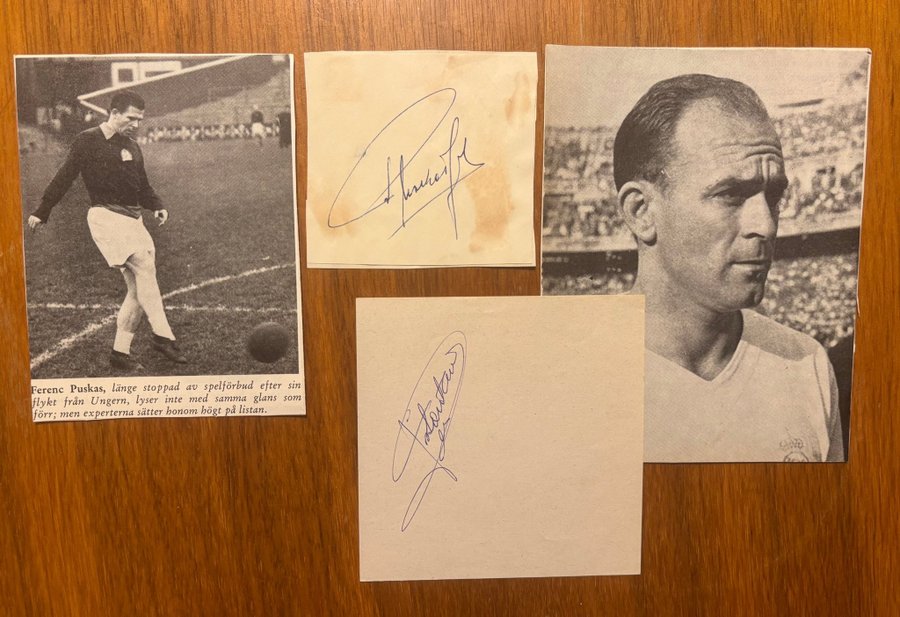 Ferenc Puskas, länge stoppad av spelförbud efter sin
flykt från Ungern, lyser inte med samma glans som
förr; men experterna sätter honom högt på listan.